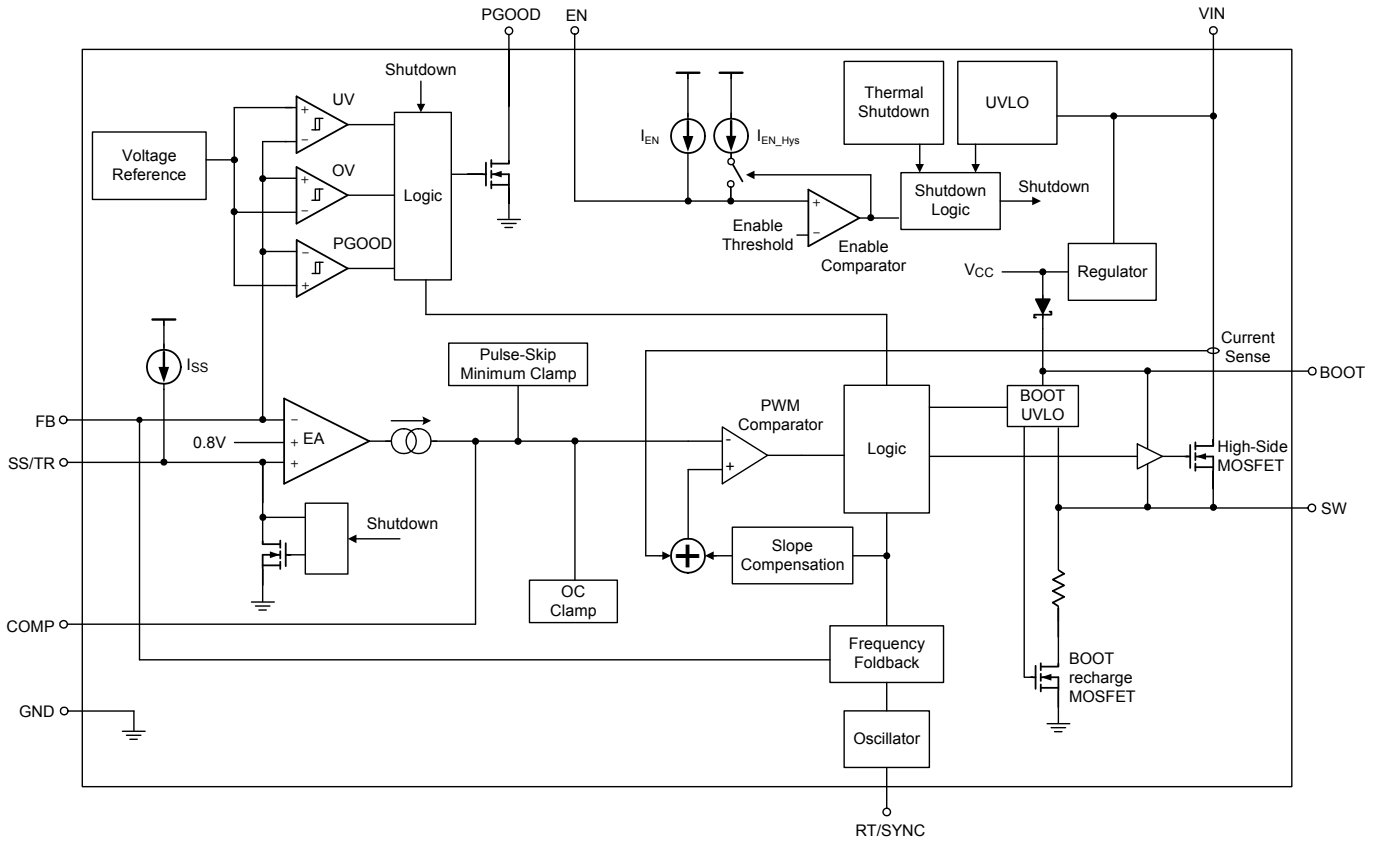 PGOOD
EN
VIN
Shutdown
UV
+
−
Voltage
Reference
OV
+
−
Logic
PGOOD
−
+
IEN
IEN_Hys
Thermal
Shutdown
UVLO
Shutdown
Logic
Shutdown
Enable
Threshold
+
−
Enable
Comparator
VCC
Regulator
Current
Sense
BOOT
ISS
Pulse-Skip
Minimum Clamp
FB
−
0.8V
+
EA
SS/TR
+
PWM
Comparator
-
+
Logic
BOOT
UVLO
High-Side
MOSFET
SW
Shutdown
+
Slope
Compensation
OC
Clamp
COMP
Frequency
Foldback
BOOT
recharge
MOSFET
GND
Oscillator
RT/SYNC